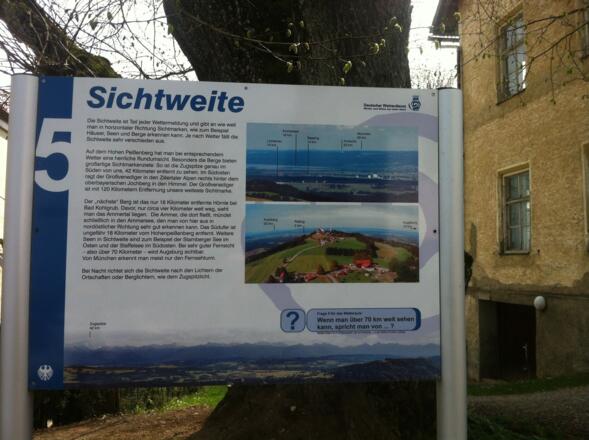 5
Sichtweite
Deutscher Wetterdienst
Die Sichtweite ist Teil jeder Wettermeldung und gibt an wie weit
man in horizontaler Richtung Sichtmarken, wie zum Beispiel
Häuser, Seen und Berge erkennen kann. Je nach Wetter fällt die
Sichtweite sehr verschieden aus.
Auf dem Hohen Peißenberg hat man bei entsprechendem
Wetter eine herrliche Rundumsicht. Besonders die Berge bieten
großartige Sichtmarkenziele: So ist die Zugspitze genau im
Süden von uns, 42 Kilometer entfernt zu sehen. Im Südosten
ragt der Großvenediger in den Zillertaler Alpen rechts hinter dem
oberbayerischen Jochberg in den Himmel. Der Großvenediger
ist mit 120 Kilometern Entfernung unsere weiteste Sichtmarke.
Der „nächste" Berg ist das nur 16 Kilometer entfernte Hörnle bei
Bad Kohlgrub. Davor, nur circa vier Kilometer weit weg, sieht
man das Ammertal liegen. Die Ammer, die dort fließt, mündet
schließlich in den Ammersee, den man von hier aus in
nordöstlicher Richtung sehr gut erkennen kann. Das Südufer ist
ungefähr 16 Kilometer vom Hohenpeißenberg entfernt. Weitere
Seen in Sichtweite sind zum Beispiel der Starnberger See im
Osten und der Staffelsee im Südosten. Bei sehr guter Fernsicht
- also über 70 Kilometer - wird Augsburg sichtbar.
Von München erkennt man meist nur den Fernsehturm.
Bei Nacht richtet sich die Sichtweite nach den Lichtern der
Ortschaften oder Berglichtern, wie dem Zugspitzlicht.
Zugspitze
42 km
?
Wenn man über 70 km weit sehen
kann, spricht man von ... ?